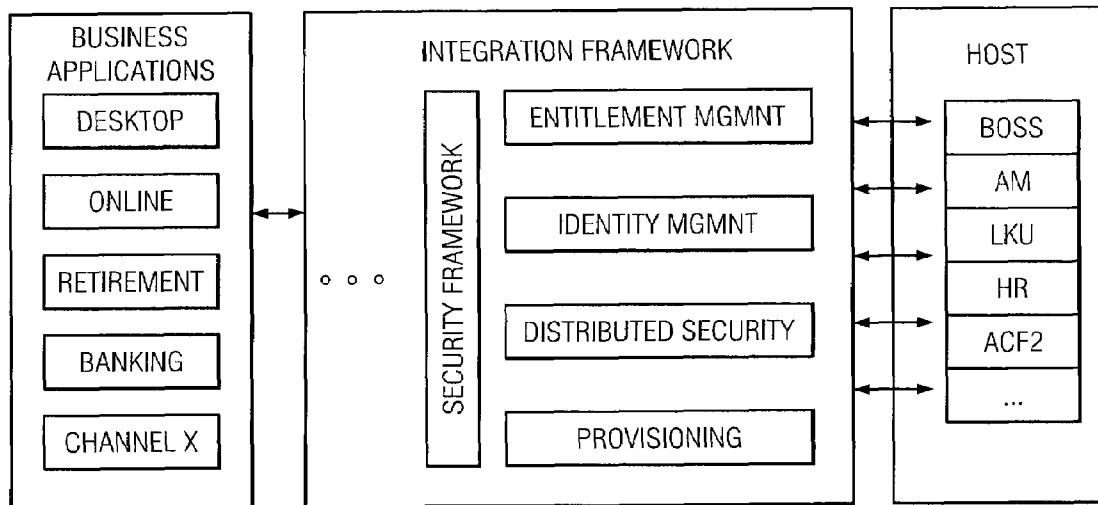 BUSINESS
APPLICATIONS
DESKTOP
ONLINE
RETIREMENT
BANKING
CHANNEL X
INTEGRATION FRAMEWORK
SECURITY FRAMEWORK
ENTITLEMENT MGMNT
IDENTITY MGMNT
DISTRIBUTED SECURITY
PROVISIONING
HOST
BOSS
AM
LKU
HR
ACF2
...